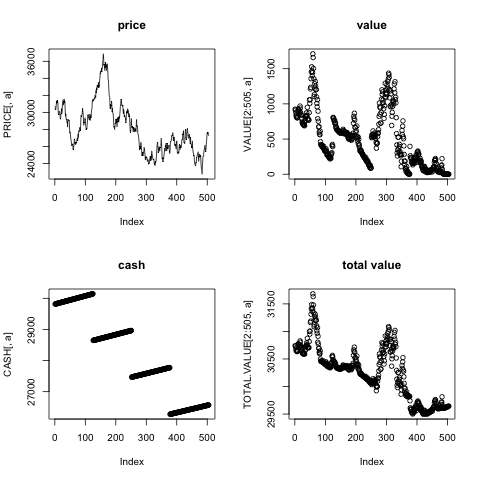 price
PRICE[, a]
24000
30000
36000
0 100 200 300 400 500
Index
value
VALUE[2:505, a]
0
500
1000
1500
0 100 200 300 400 500
Index
cash
CASH[, a]
27000
29000
0 100 200 300 400 500
Index
total value
TOTAL.VALUE[2:505, a]
29500
30500
31500
0 100 200 300 400 500
Index